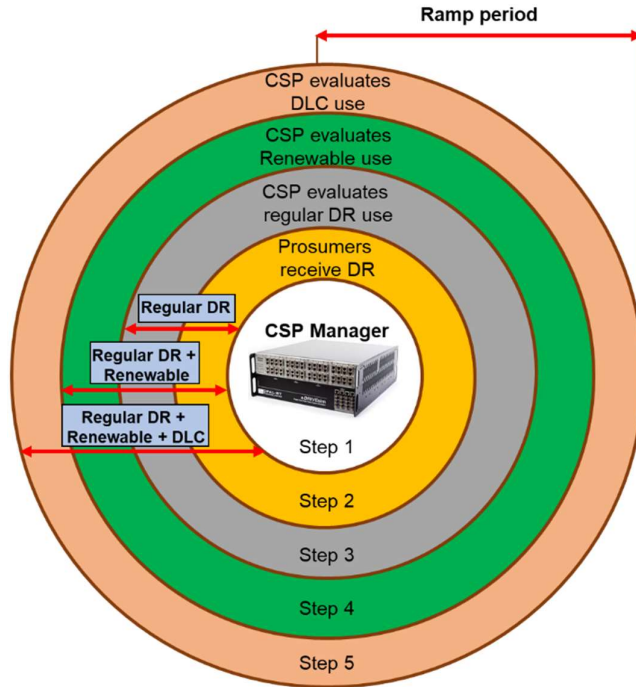 Ramp period
CSP evaluates
DLC use
CSP evaluates
Renewable use
CSP evaluates
regular DR use
Prosumers
receive DR
Regular DR
CSP Manager
Regular DR +
Renewable
Regular DR +
Renewable + DLC
Step 1
Step 2
Step 3
Step 4
Step 5